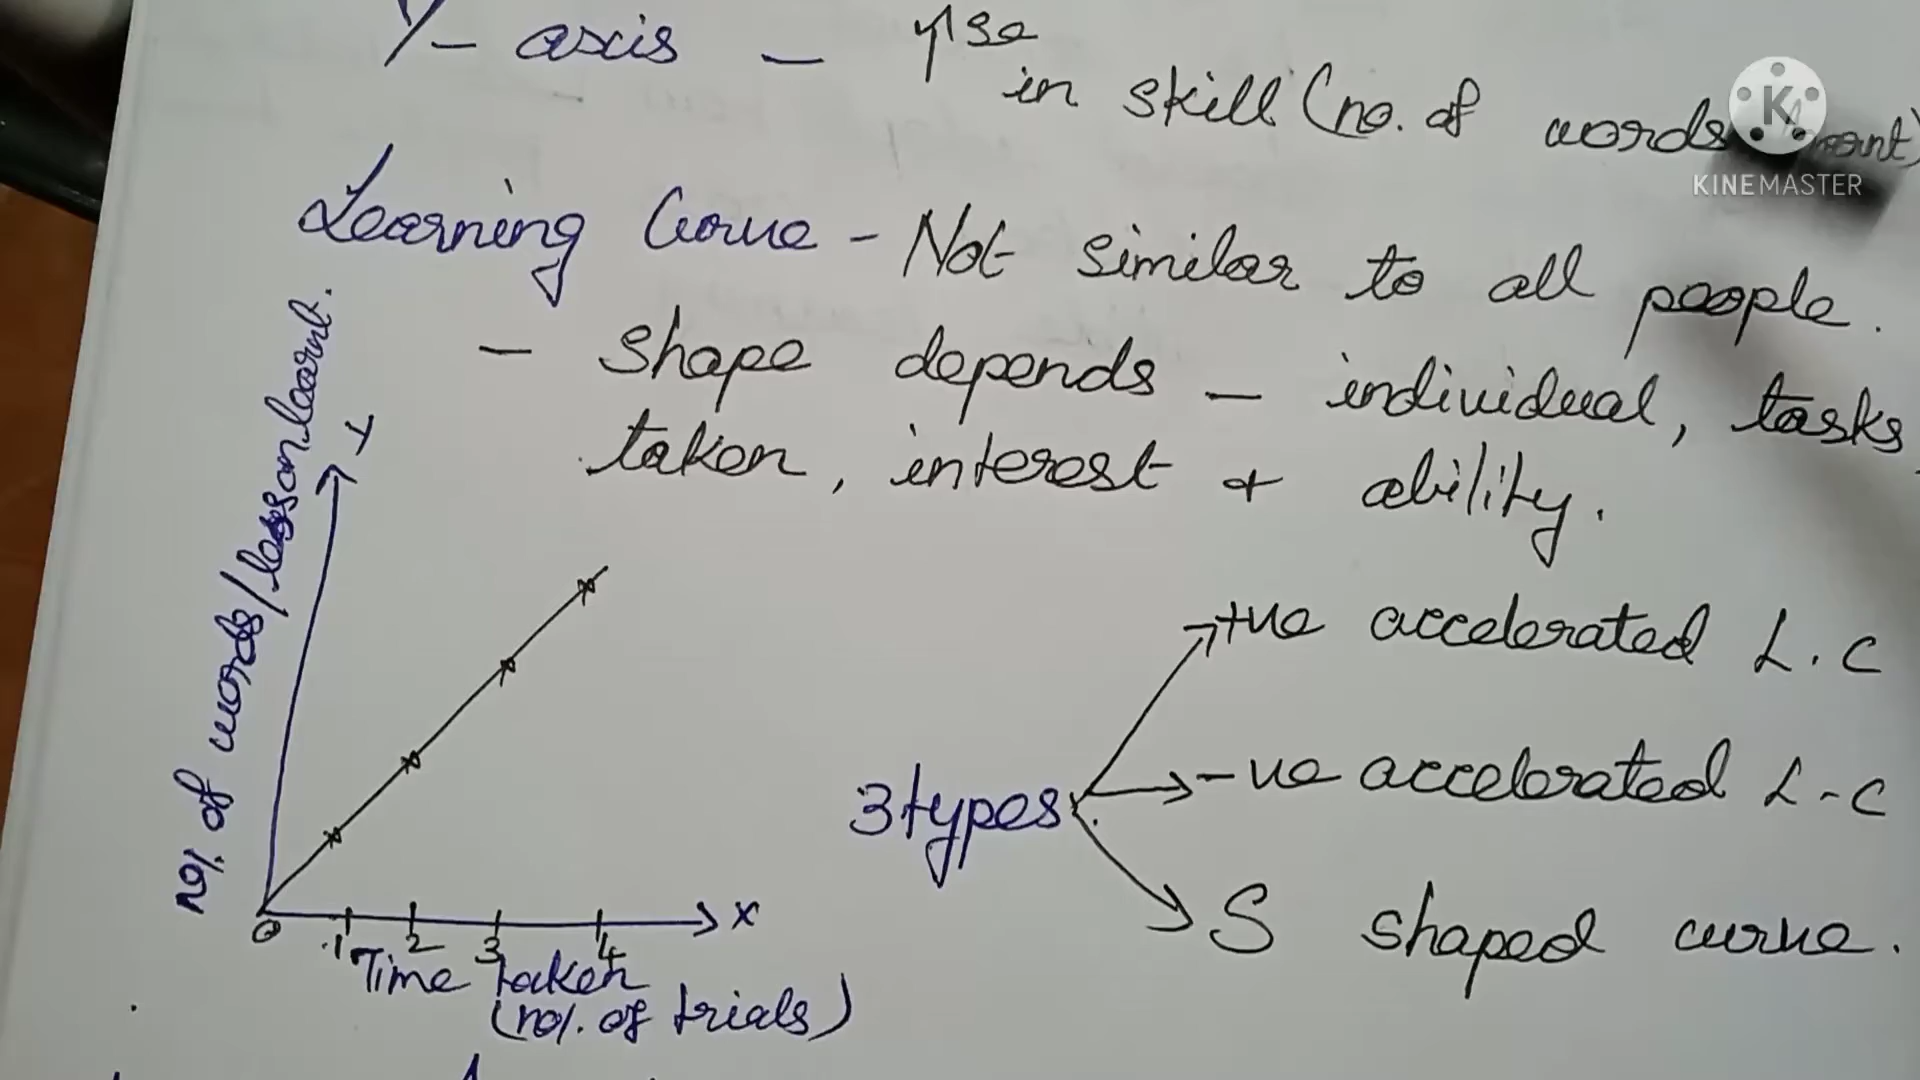 Y- axis - ↑se
in skill (no. of words learnt)
K
KINEMASTER
Learning Curve - Not similar to all people.
- Shape depends - individual, tasks
taken, interest + ability.
No/. of words/lesson learnt.
Y
0 1 2 3 4 X
Time taken
(no/. of trials)
3 types
+ve accelerated L.C
-ve accelerated L-C
S shaped curve.